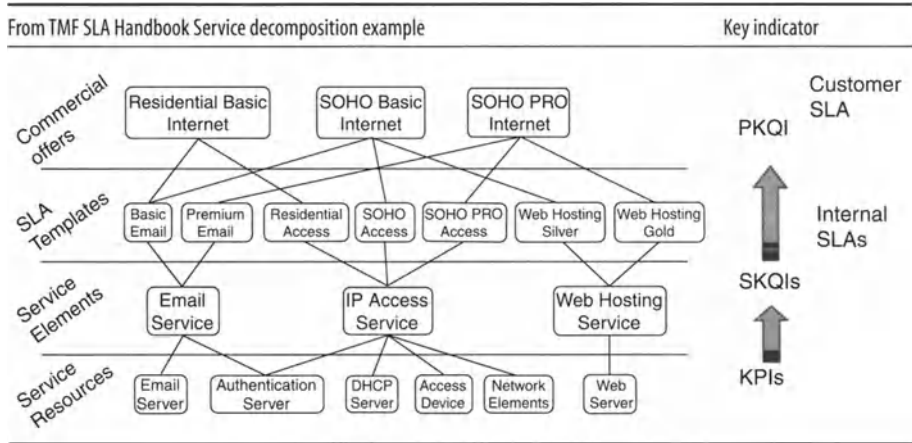 From TMF SLA Handbook Service decomposition example
Key indicator
Commercial
offers
Residential Basic
Internet
SOHO Basic
Internet
SOHO PRO
Internet
PKQI
Customer
SLA
SLA
Templates
Basic
Email
Premium
Email
Residential
Access
SOHO
Access
SOHO PRO
Access
Web Hosting
Silver
Web Hosting
Gold
Internal
SLAs
Service
Elements
Email
Service
IP Access
Service
Web Hosting
Service
SKQIs
Service
Resources
Email
Server
Authentication
Server
DHCP
Server
Access
Device
Network
Elements
Web
Server
KPIs